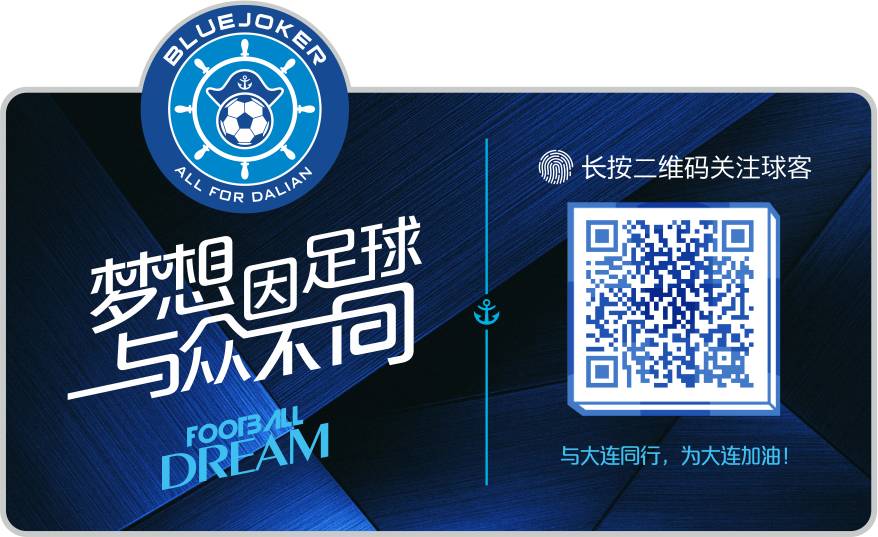 BLUEJOKER
ALL FOR DALIAN
梦想因足球
与众不同
FOOTBALL
DREAM
长按二维码关注球客
与大连同行，为大连加油！